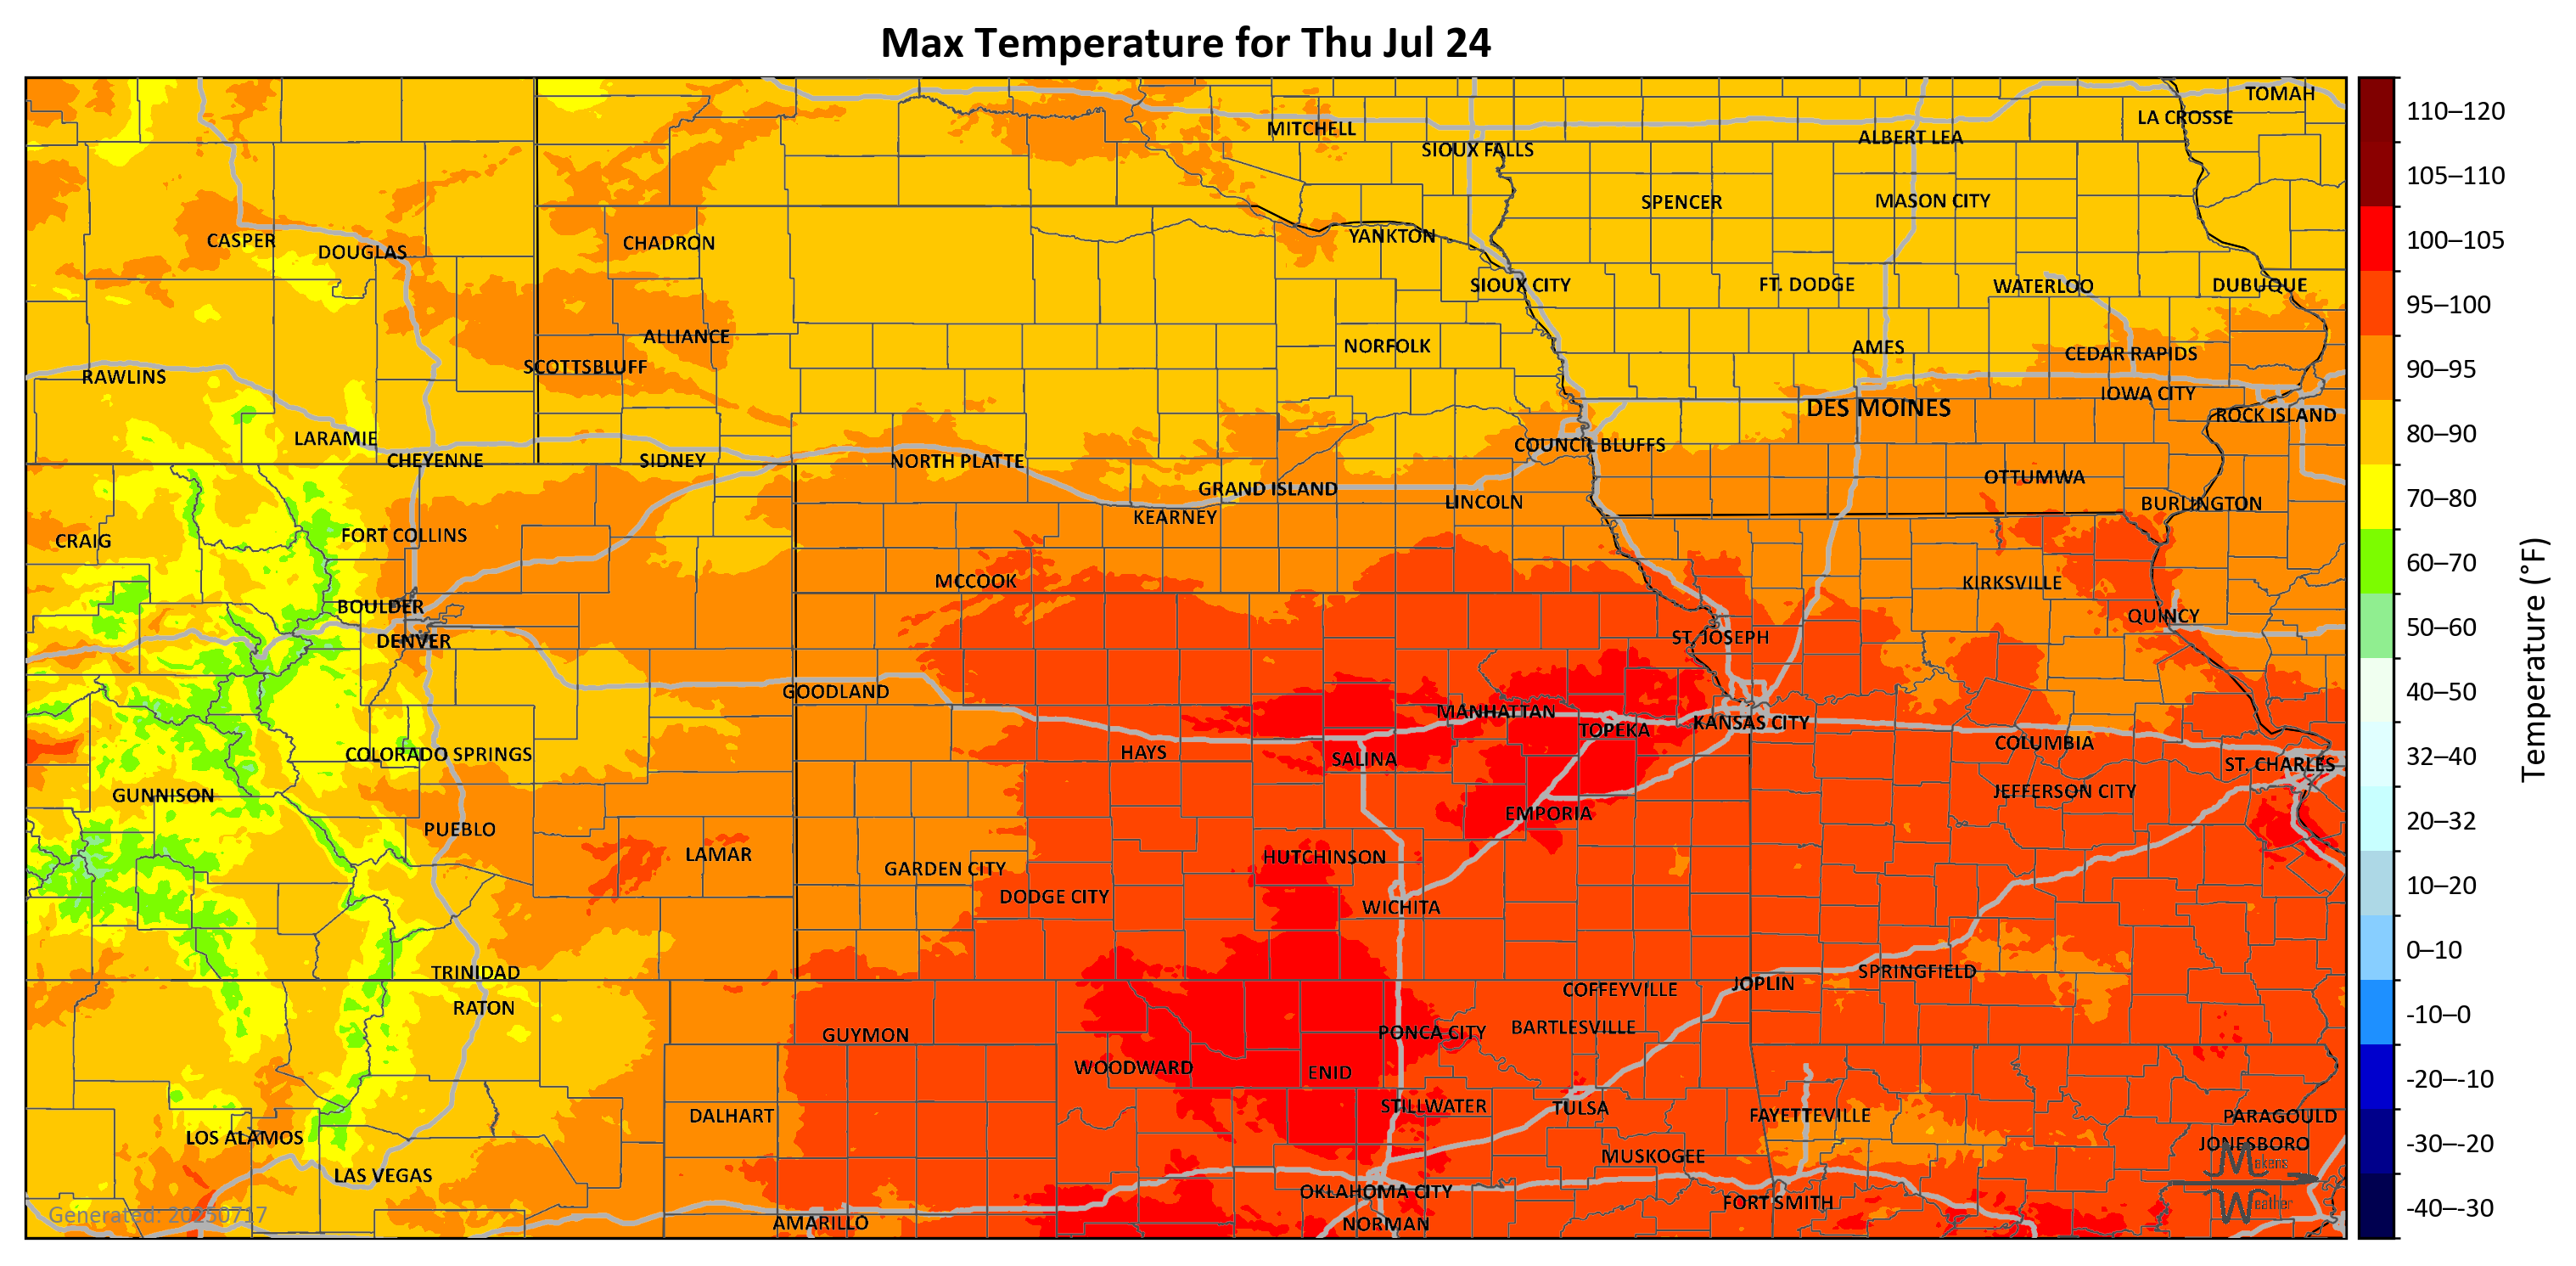 Max Temperature for Thu Jul 24
TOMAH
LA CROSSE
MITCHELL
ALBERT LEA
SIOUX FALLS
SPENCER
MASON CITY
CASPER
DOUGLAS
CHADRON
YANKTON
SIOUX CITY
FT. DODGE
WATERLOO
DUBUQUE
ALLIANCE
NORFOLK
AMES
CEDAR RAPIDS
SCOTTSBLUFF
RAWLINS
IOWA CITY
DES MOINES
ROCK ISLAND
LARAMIE
COUNCIL BLUFFS
CHEYENNE
SIDNEY
NORTH PLATTE
OTTUMWA
GRAND ISLAND
LINCOLN
BURLINGTON
KEARNEY
FORT COLLINS
CRAIG
MCCOOK
KIRKSVILLE
BOULDER
QUINCY
DENVER
ST. JOSEPH
GOODLAND
MANHATTAN
KANSAS CITY
TOPEKA
COLUMBIA
HAYS
COLORADO SPRINGS
SALINA
ST. CHARLES
GUNNISON
JEFFERSON CITY
EMPORIA
PUEBLO
LAMAR
HUTCHINSON
GARDEN CITY
DODGE CITY
WICHITA
TRINIDAD
SPRINGFIELD
JOPLIN
COFFEYVILLE
RATON
BARTLESVILLE
GUYMON
PONCA CITY
WOODWARD
ENID
STILLWATER
TULSA
DALHART
FAYETTEVILLE
PARAGOULD
LOS ALAMOS
JONESBORO
MUSKOGEE
LAS VEGAS
OKLAHOMA CITY
FORT SMITH
AMARILLO
NORMAN
Generated: 20250717
Makens
Weather
110–120
105–110
100–105
95–100
90–95
80–90
70–80
60–70
50–60
40–50
32–40
20–32
10–20
0–10
-10–0
-20–-10
-30–-20
-40–-30
Temperature (°F)